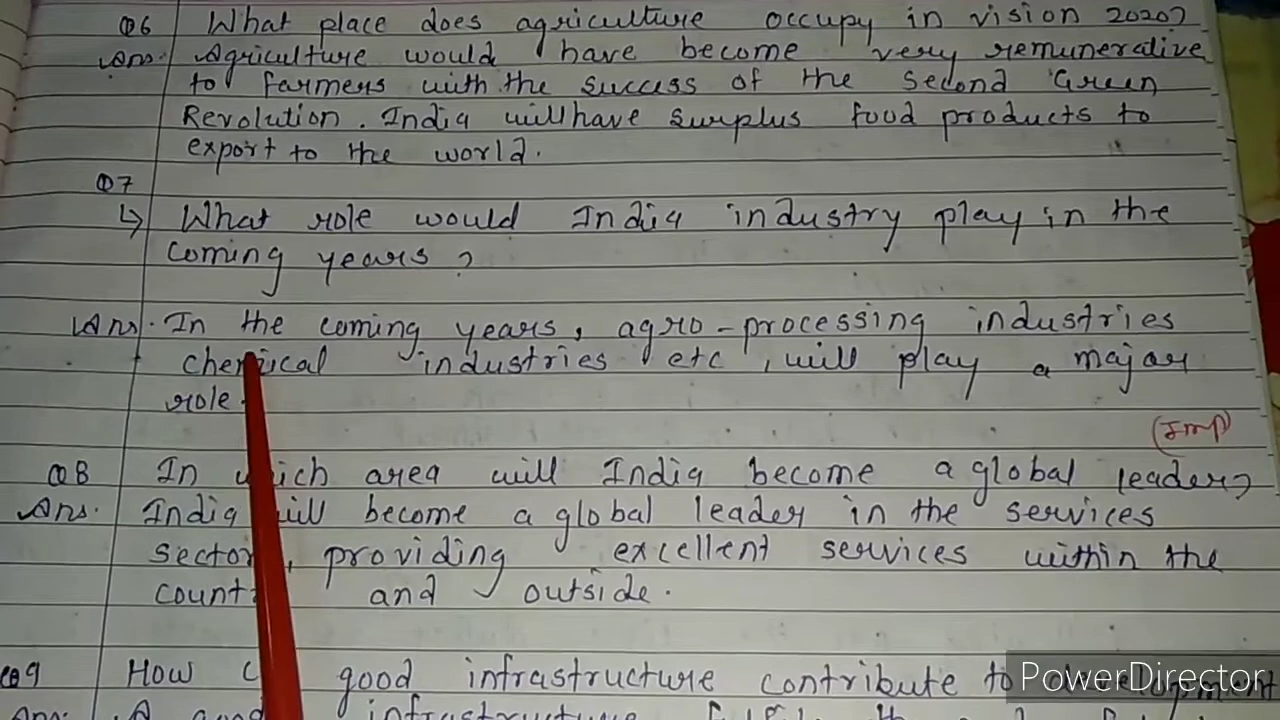 Q6 What place does agriculture occupy in vision 2020?
Ans. Agriculture would have become very remunerative
to farmers with the success of the second Green
Revolution. India will have surplus food products to
export to the world.
Q7
↳ What role would India industry play in the
coming years?
Ans. In the coming years, agro-processing industries
chemical industries etc, will play a major
role.
(Imp)
Q8 In which area will India become a global leader?
Ans. India will become a global leader in the services
sector, providing excellent services within the
and outside.
Q9 How good infrastructure contribute to
PowerDirector
Ans. A good infrastructure